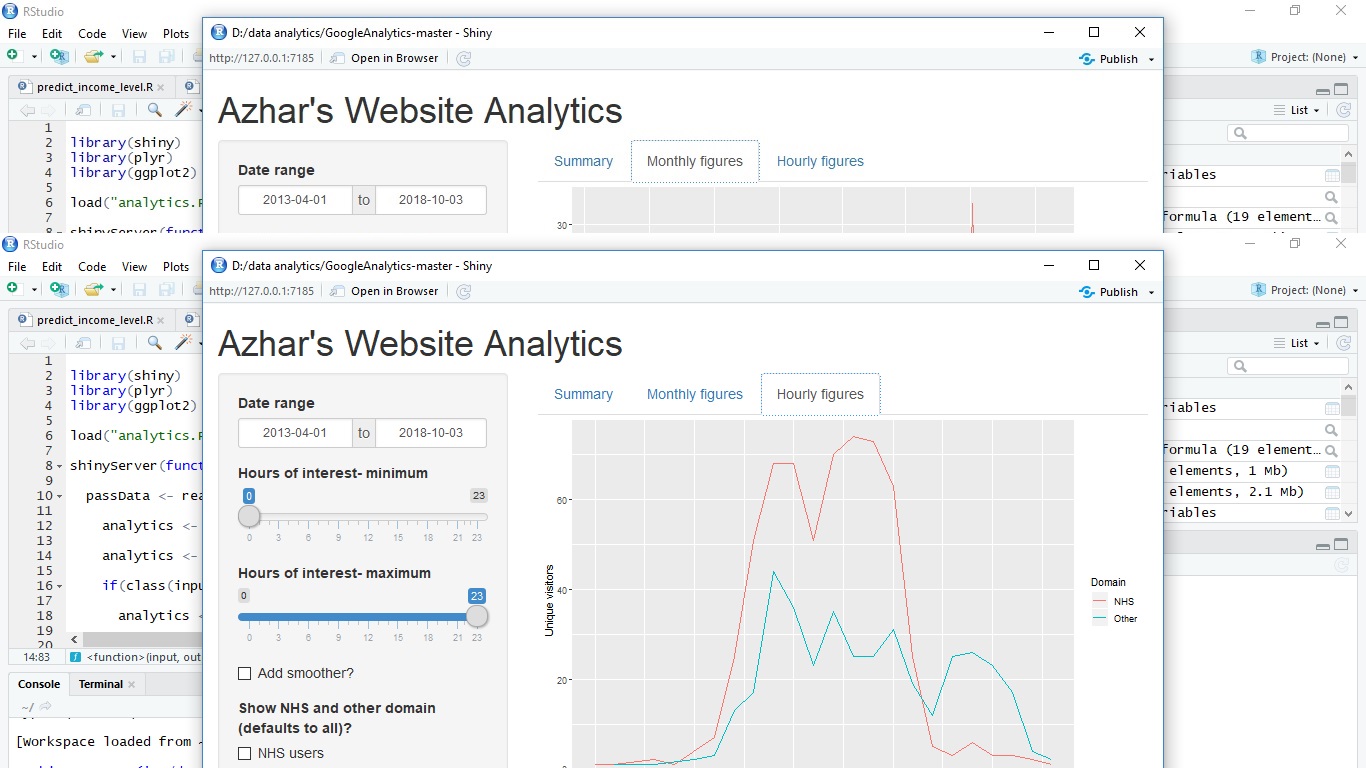 RStudio
File Edit Code View Plots
Project: (None)
predict_income_level.R
List
1
2 library(shiny)
3 library(plyr)
4 library(ggplot2)
5
6 load("analytics.
7
riables
formula (19 element...
D:/data analytics/GoogleAnalytics-master - Shiny
http://127.0.0.1:7185 Open in Browser Publish
Azhar's Website Analytics
Date range
2013-04-01 to 2018-10-03
Summary Monthly figures Hourly figures
30
RStudio
File Edit Code View Plots
Project: (None)
predict_income_level.R
List
1
2 library(shiny)
3 library(plyr)
4 library(ggplot2)
5
6 load("analytics.
7
8 shinyServer(funct
9
10 passData <- rea
11
12 analytics <-
13
14 analytics <-
15
16 if(class(inpu
17
18 analytics <
19
20
14:83 <function>(input, out
Console Terminal
~/
[Workspace loaded from ~
riables
formula (19 element...
elements, 1 Mb)
elements, 2.1 Mb)
riables
D:/data analytics/GoogleAnalytics-master - Shiny
http://127.0.0.1:7185 Open in Browser Publish
Azhar's Website Analytics
Date range
2013-04-01 to 2018-10-03
Hours of interest- minimum
0 23
0 3 6 9 12 15 18 21 23
Hours of interest- maximum
0 23
0 3 6 9 12 15 18 21 23
Add smoother?
Show NHS and other domain
(defaults to all)?
NHS users
Summary Monthly figures Hourly figures
60
40
20
Unique visitors
Domain
NHS
Other